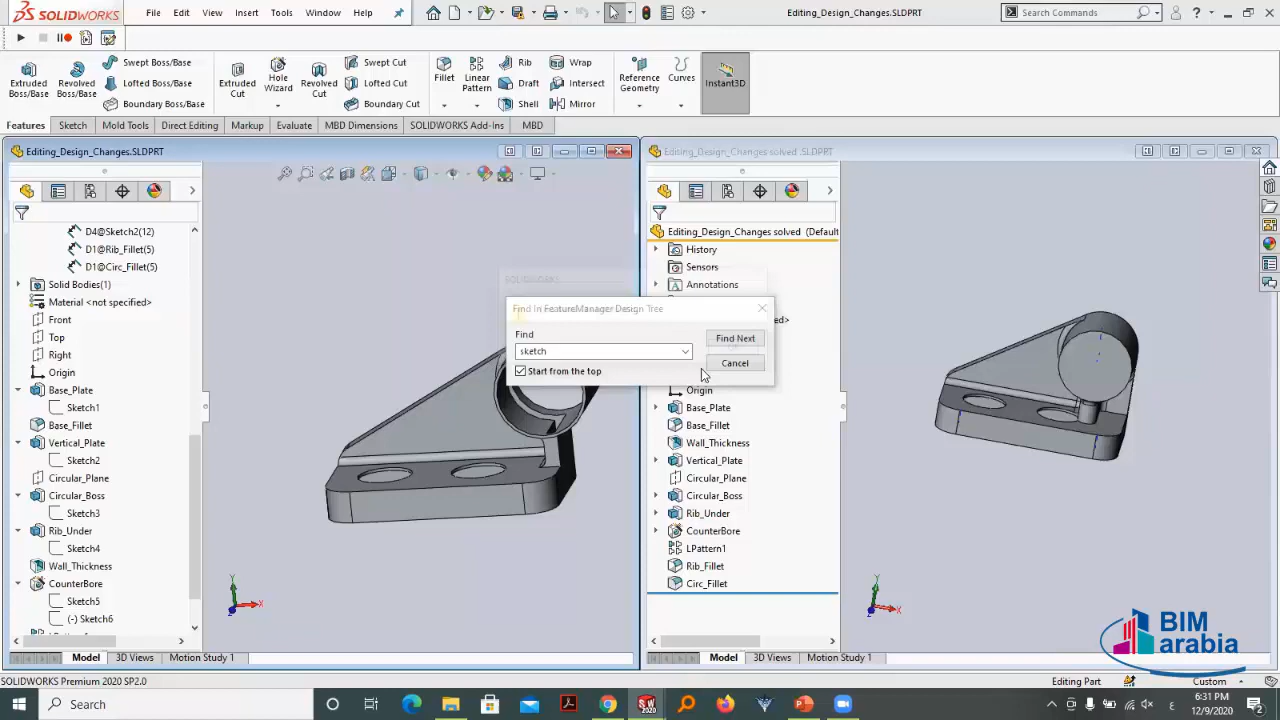 SOLIDWORKS File Edit View Insert Tools Window Help Editing_Design_Changes.SLDPRT Search Commands
Extruded Boss/Base Revolved Boss/Base Swept Boss/Base Lofted Boss/Base Boundary Boss/Base Extruded Cut Hole Wizard Revolved Cut Swept Cut Lofted Cut Boundary Cut Fillet Linear Pattern Rib Draft Shell Wrap Intersect Mirror Reference Geometry Curves Instant3D
Features Sketch Mold Tools Direct Editing Markup Evaluate MBD Dimensions SOLIDWORKS Add-Ins MBD
Editing_Design_Changes.SLDPRT
D4@Sketch2(12)
D1@Rib_Fillet(5)
D1@Circ_Fillet(5)
Solid Bodies(1)
Material <not specified>
Front
Top
Right
Origin
Base_Plate
Sketch1
Base_Fillet
Vertical_Plate
Sketch2
Circular_Plane
Circular_Boss
Sketch3
Rib_Under
Sketch4
Wall_Thickness
CounterBore
Sketch5
(-) Sketch6
Model 3D Views Motion Study 1
SOLIDWORKS
Find In FeatureManager Design Tree
Find
sketch
Start from the top
Find Next
Cancel
Editing_Design_Changes solved .SLDPRT
Editing_Design_Changes solved (Default
History
Sensors
Annotations
Origin
Base_Plate
Base_Fillet
Wall_Thickness
Vertical_Plate
Circular_Plane
Circular_Boss
Rib_Under
CounterBore
LPattern1
Rib_Fillet
Circ_Fillet
Model 3D Views Motion Study 1
BIM
arabia
SOLIDWORKS Premium 2020 SP2.0 Editing Part Custom
Search
6:31 PM
12/9/2020